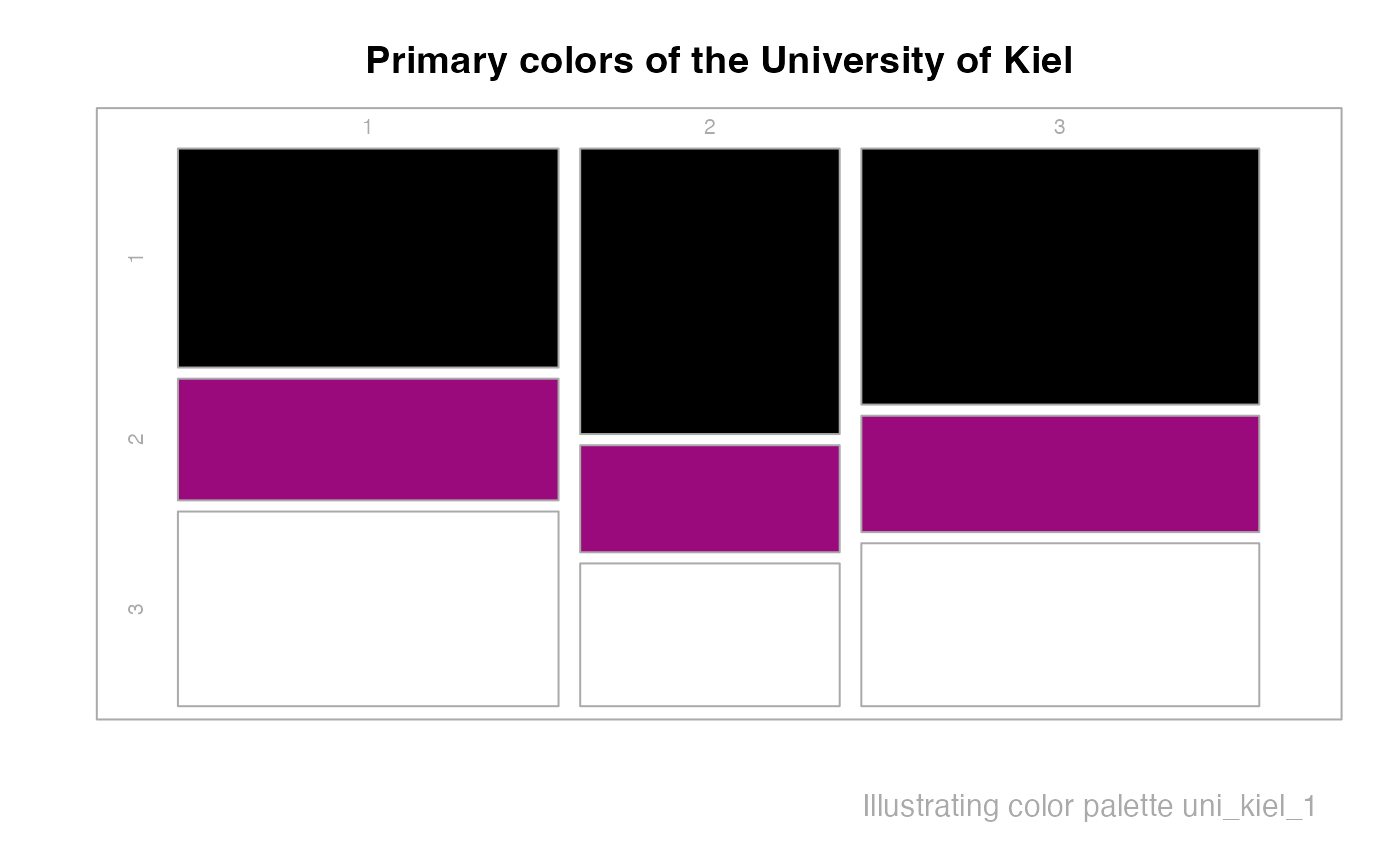 Primary colors of the University of Kiel
1 2 3
1
2
3
Illustrating color palette uni_kiel_1